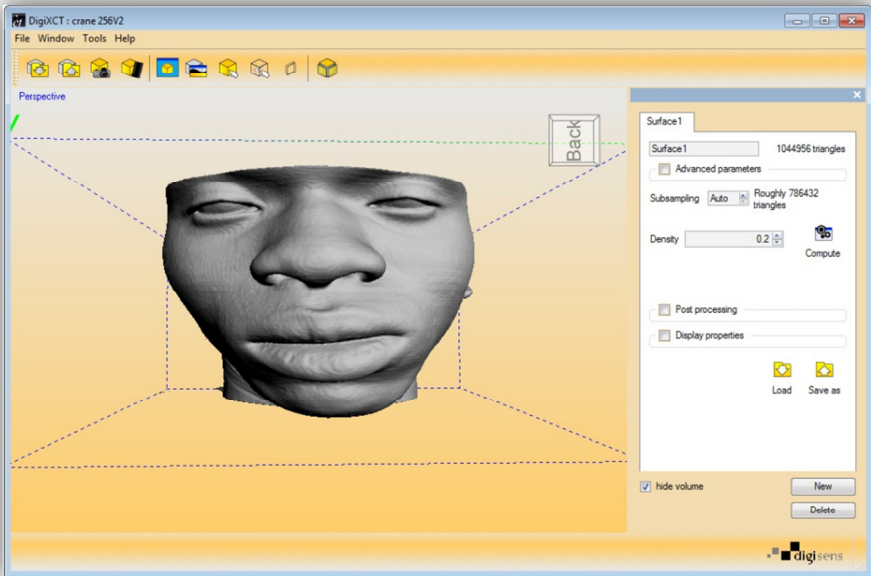 DigiXCT : crane 256V2
File Window Tools Help
Perspective
Back
Surface1
Surface1 1044956 triangles
Advanced parameters
Subsampling Auto Roughly 786432
triangles
Density 0.2
Compute
Post processing
Display properties
Load Save as
hide volume New
Delete
digisens